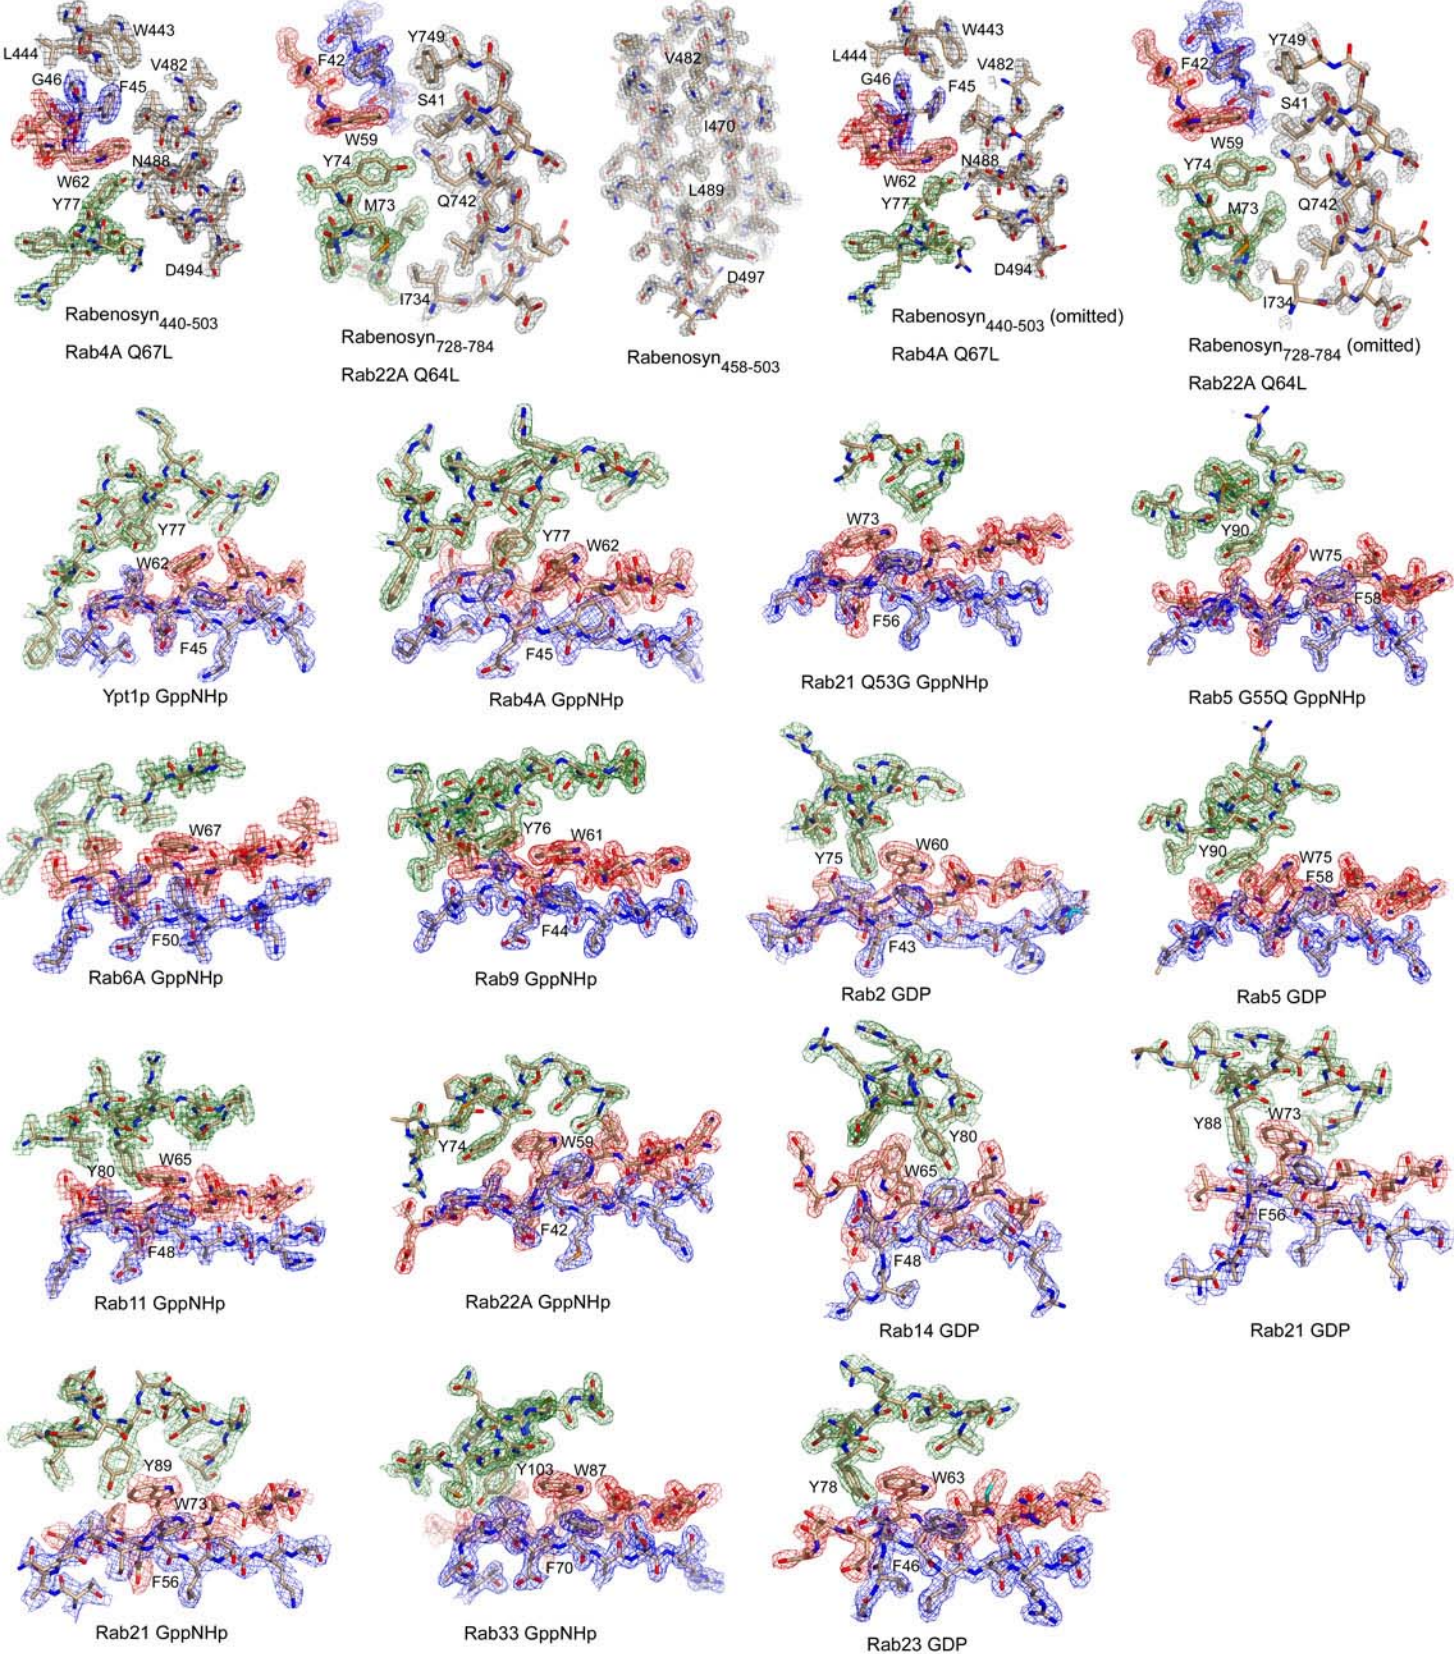 W443
L444
G46
F45
V482
N488
W62
Y77
D494
Rabenosyn440-503
Rab4A Q67L
F42
Y749
S41
W59
Y74
M73
Q742
I734
Rabenosyn728-784
Rab22A Q64L
V482
I470
L489
D497
Rabenosyn458-503
W443
L444
G46
F45
V482
N488
W62
Y77
D494
Rabenosyn440-503 (omitted)
Rab4A Q67L
F42
Y749
S41
W59
Y74
M73
Q742
I734
Rabenosyn728-784 (omitted)
Rab22A Q64L
Y77
W62
F45
Ypt1p GppNHp
Y77
W62
F45
Rab4A GppNHp
W73
F56
Rab21 Q53G GppNHp
Y90
W75
F58
Rab5 G55Q GppNHp
W67
F50
Rab6A GppNHp
Y76
W61
F44
Rab9 GppNHp
Y75
W60
F43
Rab2 GDP
Y90
W75
F58
Rab5 GDP
Y80
W65
F48
Rab11 GppNHp
Y74
W59
F42
Rab22A GppNHp
Y80
W65
F48
Rab14 GDP
Y88
W73
F56
Rab21 GDP
Y89
W73
F56
Rab21 GppNHp
Y103
W87
F70
Rab33 GppNHp
Y78
W63
F46
Rab23 GDP